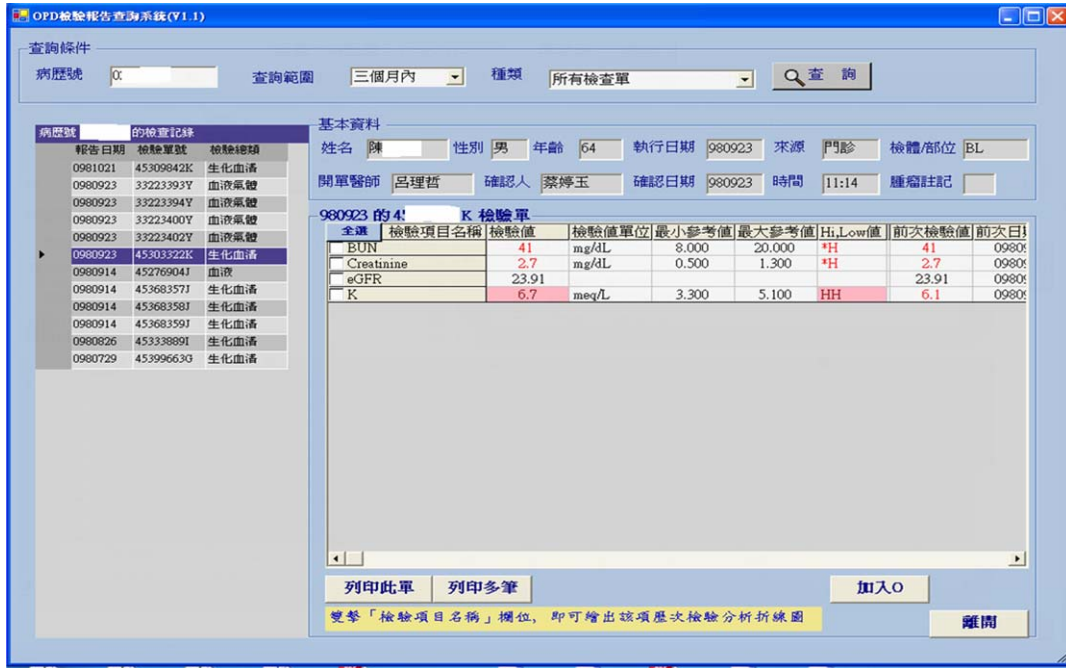 OPD檢驗報告查詢系統(V1.1)
查詢條件
病歷號 0 查詢範圍 三個月內 種類 所有檢查單 查 詢
病歷號 的檢查記錄
報告日期 檢驗單號 檢驗總類
0981021 45309842K 生化血清
0980923 33223393Y 血液氣體
0980923 33223394Y 血液氣體
0980923 33223400Y 血液氣體
0980923 33223402Y 血液氣體
0980923 45303322K 生化血清
0980914 45276904J 血液
0980914 45368357J 生化血清
0980914 45368358J 生化血清
0980914 45368359J 生化血清
0980826 45333889I 生化血清
0980729 45399663G 生化血清
基本資料
姓名 陳 性別 男 年齡 64 執行日期 980923 來源 門診 檢體/部位 BL
開單醫師 呂理哲 確認人 蔡婷玉 確認日期 980923 時間 11:14 腫瘤註記
980923 的 K 檢驗單
全選 檢驗項目名稱 檢驗值 檢驗值單位 最小參考值 最大參考值 Hi,Low值 前次檢驗值 前次日
BUN 41 mg/dL 8.000 20.000 *H 41 0980
Creatinine 2.7 mg/dL 0.500 1.300 *H 2.7 0980
eGFR 23.91 23.91 0980
K 6.7 meq/L 3.300 5.100 HH 6.1 0980
列印此單 列印多筆 加入O
雙擊「檢驗項目名稱」欄位, 即可繪出該項歷次檢驗分析折線圖
離開